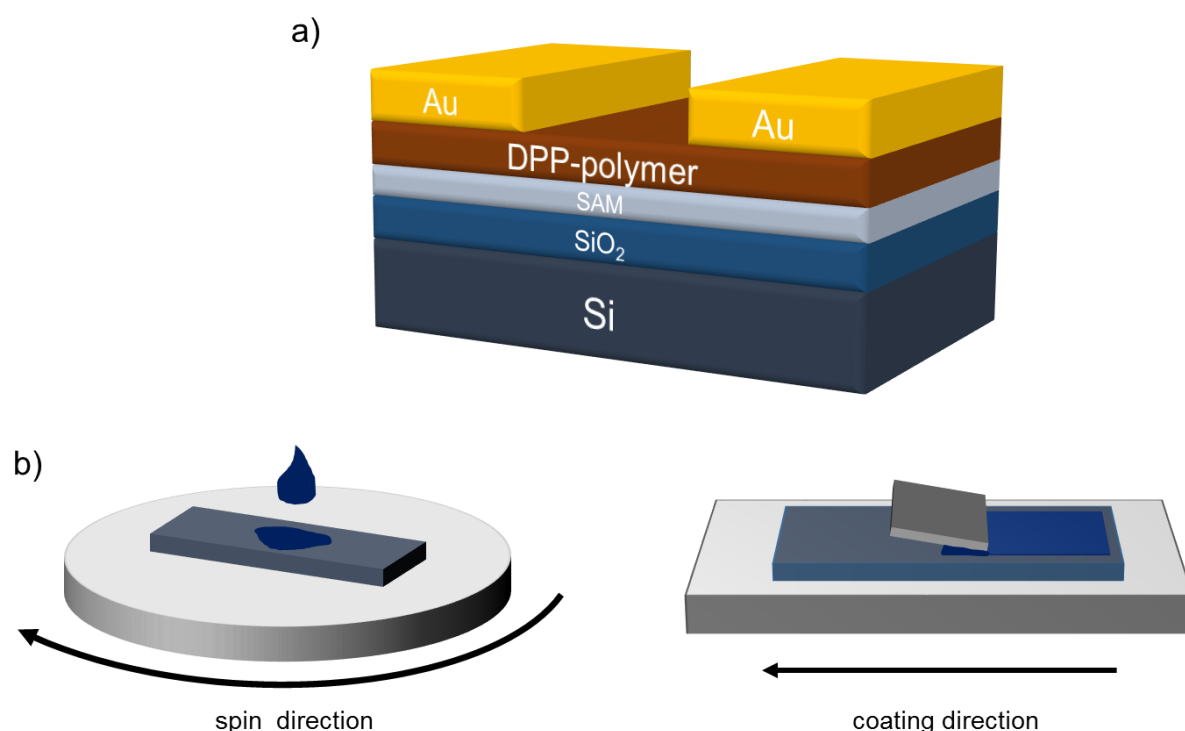 a)
Au
Au
DPP-polymer
SAM
SiO₂
Si
b)
spin direction
coating direction